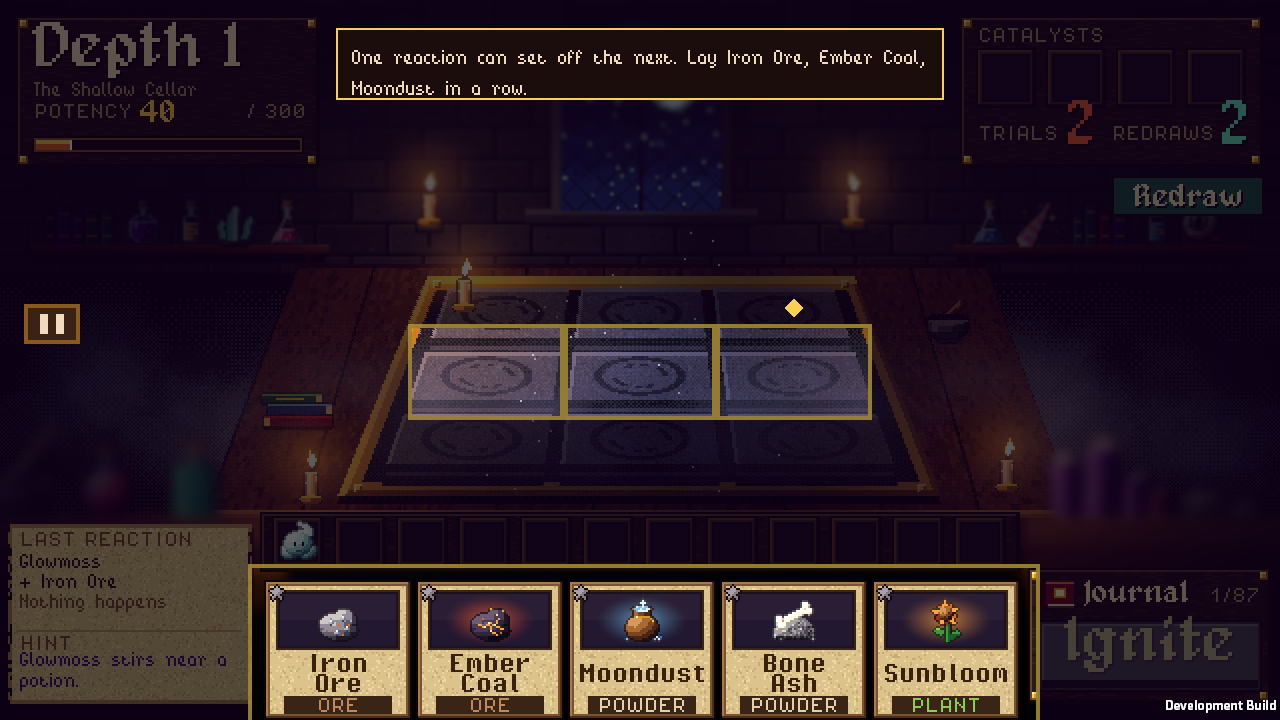 Depth 1
The Shallow Cellar
POTENCY 40 / 300
One reaction can set off the next. Lay Iron Ore, Ember Coal,
Moondust in a row.
CATALYSTS
TRIALS 2 REDRAWS 2
Redraw
LAST REACTION
Glowmoss
+ Iron Ore
Nothing happens
HINT
Glowmoss stirs near a
potion.
Iron
Ore
ORE
Ember
Coal
ORE
Moondust
POWDER
Bone
Ash
POWDER
Sunbloom
PLANT
Journal 1/87
Ignite
Development Build